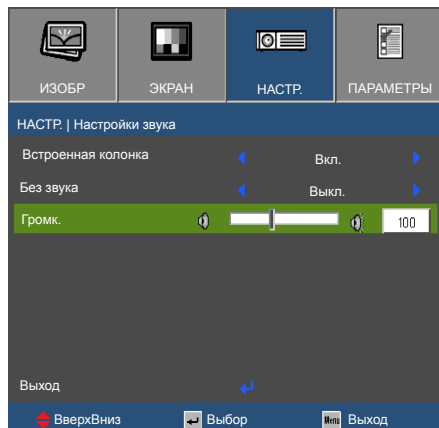 ИЗОБР ЭКРАН НАСТР. ПАРАМЕТРЫ
НАСТР. | Настройки звука
Встроенная колонка Вкл.
Без звука Выкл.
Громк. 100
Выход
ВверхВниз Выбор Menu Выход